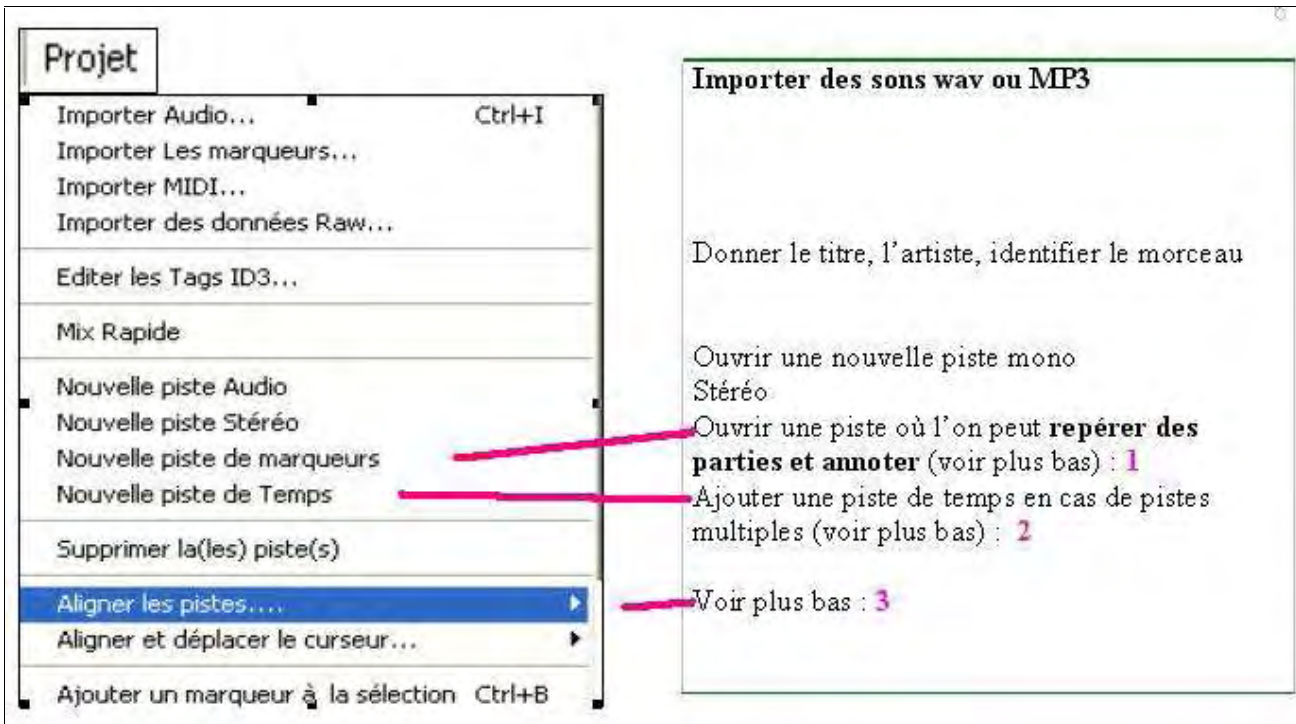 Projet
Importer Audio... Ctrl+I
Importer Les marqueurs...
Importer MIDI...
Importer des données Raw...
Editer les Tags ID3...
Mix Rapide
Nouvelle piste Audio
Nouvelle piste Stéréo
Nouvelle piste de marqueurs
Nouvelle piste de Temps
Supprimer la(les) piste(s)
Aligner les pistes....
Aligner et déplacer le curseur...
Ajouter un marqueur à la sélection Ctrl+B
Importer des sons wav ou MP3
Donner le titre, l'artiste, identifier le morceau
Ouvrir une nouvelle piste mono
Stéréo
Ouvrir une piste où l'on peut repérer des
parties et annoter (voir plus bas) : 1
Ajouter une piste de temps en cas de pistes
multiples (voir plus bas) : 2
Voir plus bas : 3